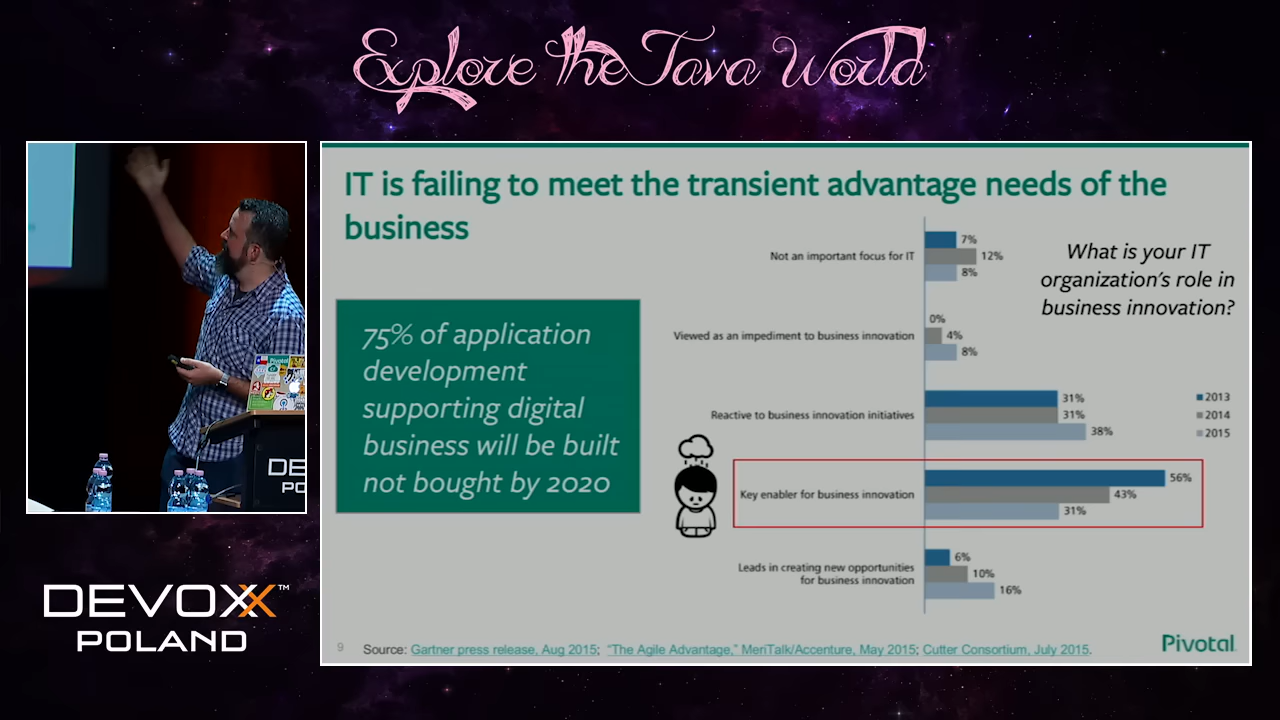 Explore the Java World
IT is failing to meet the transient advantage needs of the
business
75% of application
development
supporting digital
business will be built
not bought by 2020
What is your IT
organization's role in
business innovation?
Not an important focus for IT
7%
12%
8%
Viewed as an impediment to business innovation
0%
4%
8%
Reactive to business innovation initiatives
31%
31%
38%
Key enabler for business innovation
56%
43%
31%
Leads in creating new opportunities
for business innovation
6%
10%
16%
2013
2014
2015
9
Source: Gartner press release, Aug 2015; "The Agile Advantage," MeriTalk/Accenture, May 2015; Cutter Consortium, July 2015.
Pivotal
Pivotal
DE
PO
DEVOXX™
POLAND